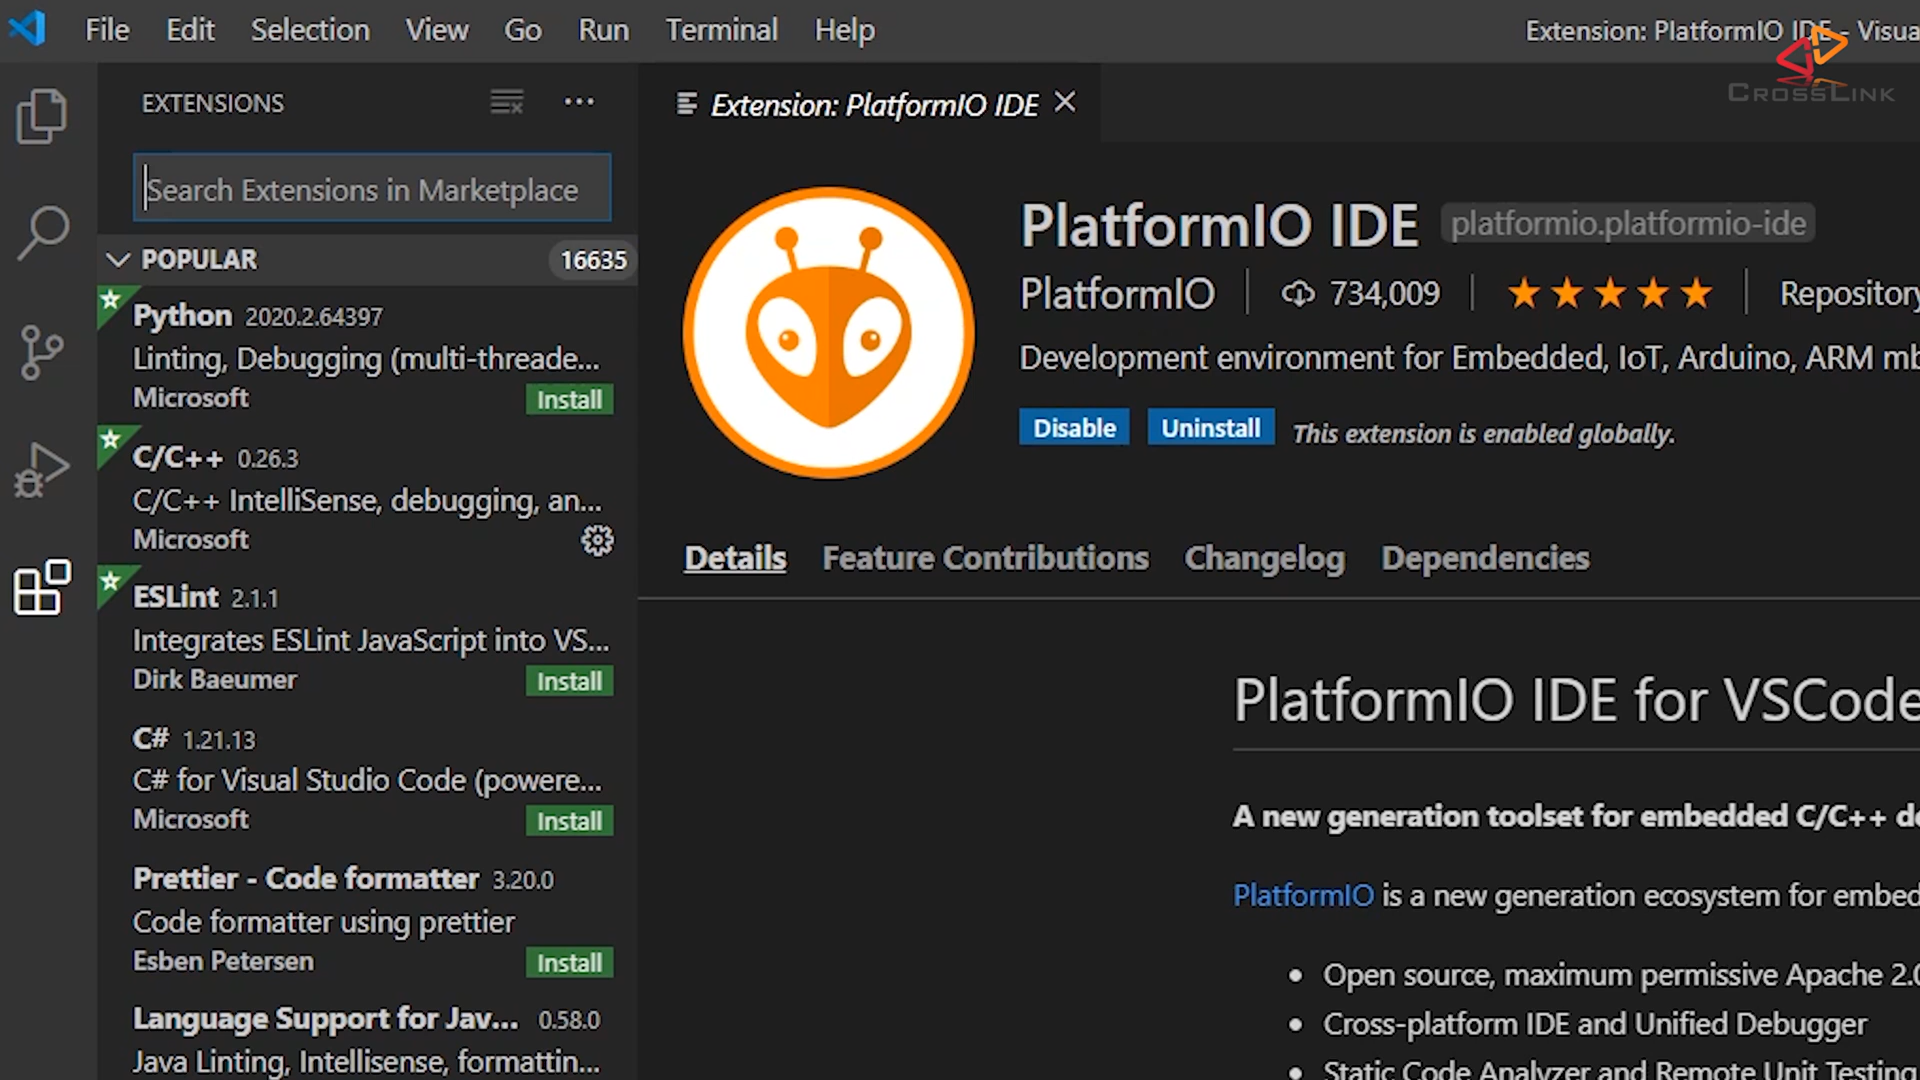 File Edit Selection View Go Run Terminal Help
Extension: PlatformIO IDE - Visua
CROSSLINK
EXTENSIONS
Extension: PlatformIO IDE
Search Extensions in Marketplace
POPULAR 16635
Python 2020.2.64397
Linting, Debugging (multi-threade...
Microsoft Install
C/C++ 0.26.3
C/C++ IntelliSense, debugging, an...
Microsoft
ESLint 2.1.1
Integrates ESLint JavaScript into VS...
Dirk Baeumer Install
C# 1.21.13
C# for Visual Studio Code (powere...
Microsoft Install
Prettier - Code formatter 3.20.0
Code formatter using prettier
Esben Petersen Install
Language Support for Jav... 0.58.0
Java Linting, Intellisense, formattin...
PlatformIO IDE platformio.platformio-ide
PlatformIO 734,009 Repository
Development environment for Embedded, IoT, Arduino, ARM mb
Disable Uninstall This extension is enabled globally.
Details Feature Contributions Changelog Dependencies
PlatformIO IDE for VSCode
A new generation toolset for embedded C/C++ de
PlatformIO is a new generation ecosystem for embed
• Open source, maximum permissive Apache 2.0
• Cross-platform IDE and Unified Debugger
• Static Code Analyzer and Remote Unit Testing